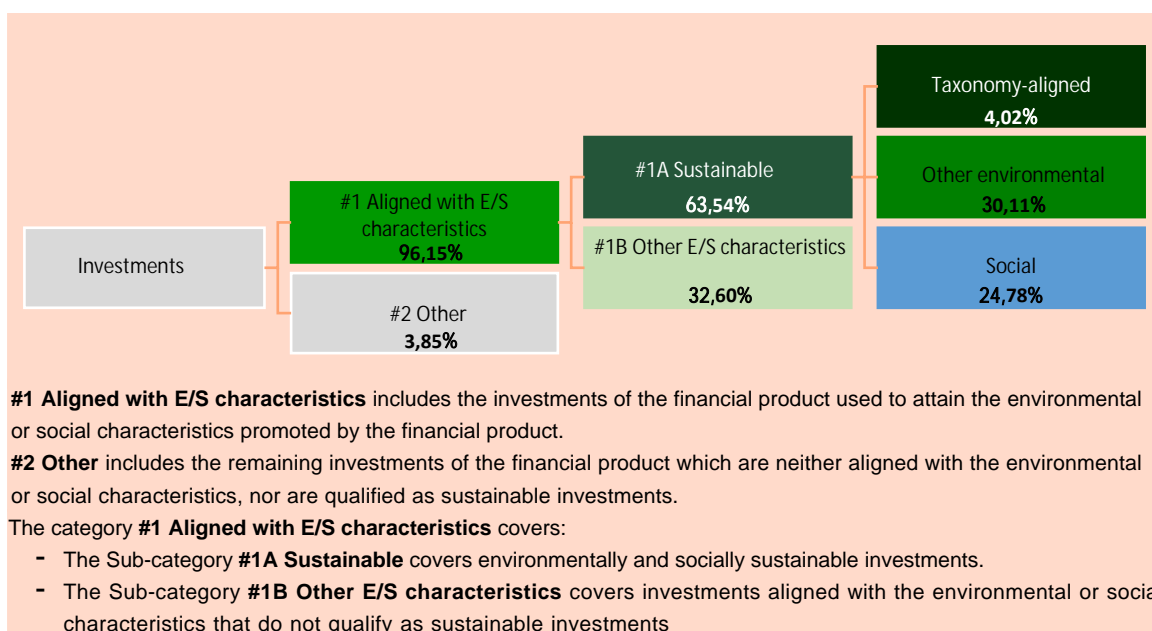 Taxonomy-aligned
4,02%
#1A Sustainable
63,54%
Other environmental
30,11%
#1 Aligned with E/S
characteristics
96,15%
#1B Other E/S characteristics
32,60%
Investments
Social
24,78%
#2 Other
3,85%
#1 Aligned with E/S characteristics includes the investments of the financial product used to attain the environmental
or social characteristics promoted by the financial product.
#2 Other includes the remaining investments of the financial product which are neither aligned with the environmental
or social characteristics, nor are qualified as sustainable investments.
The category #1 Aligned with E/S characteristics covers:
- The Sub-category #1A Sustainable covers environmentally and socially sustainable investments.
- The Sub-category #1B Other E/S characteristics covers investments aligned with the environmental or socia
characteristics that do not qualify as sustainable investments